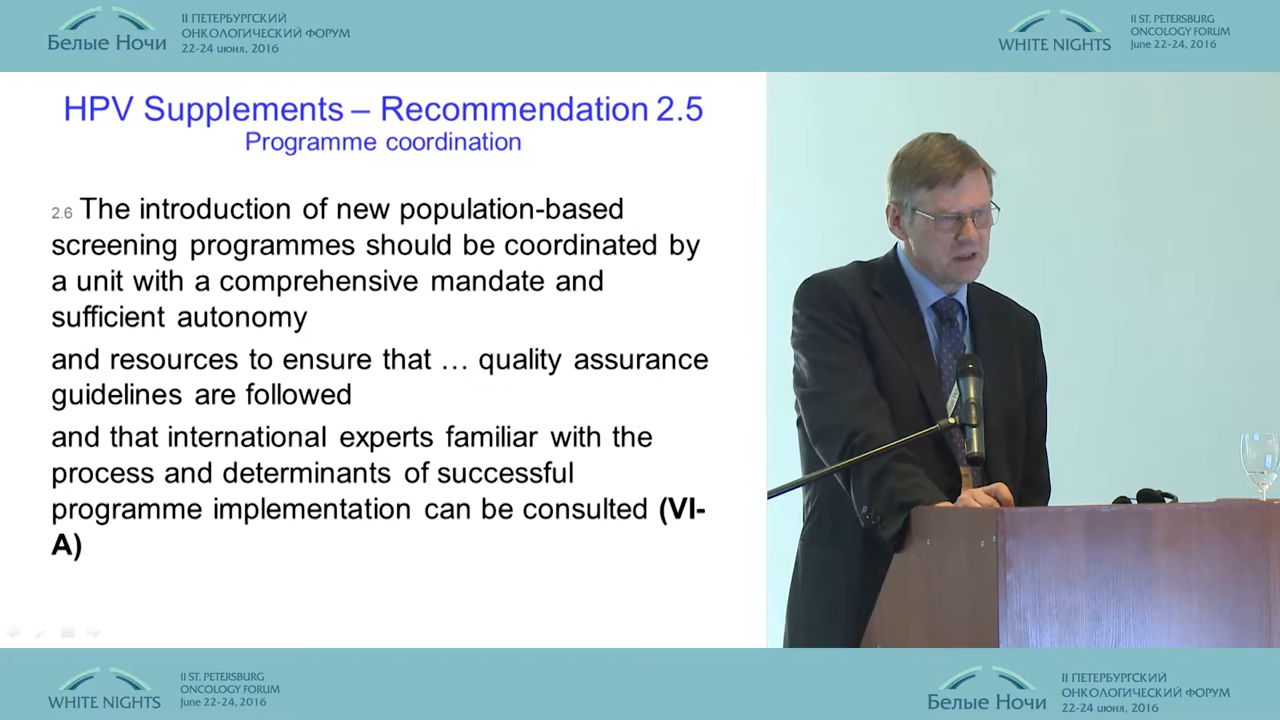 Белые Ночи
II ПЕТЕРБУРГСКИЙ
ОНКОЛОГИЧЕСКИЙ ФОРУМ
22-24 июня, 2016
WHITE NIGHTS
II ST. PETERSBURG
ONCOLOGY FORUM
June 22-24, 2016
HPV Supplements – Recommendation 2.5
Programme coordination
2.6 The introduction of new population-based
screening programmes should be coordinated by
a unit with a comprehensive mandate and
sufficient autonomy
and resources to ensure that … quality assurance
guidelines are followed
and that international experts familiar with the
process and determinants of successful
programme implementation can be consulted (VI-
A)
WHITE NIGHTS
II ST. PETERSBURG
ONCOLOGY FORUM
June 22-24, 2016
Белые Ночи
II ПЕТЕРБУРГСКИЙ
ОНКОЛОГИЧЕСКИЙ ФОРУМ
22-24 июня, 2016